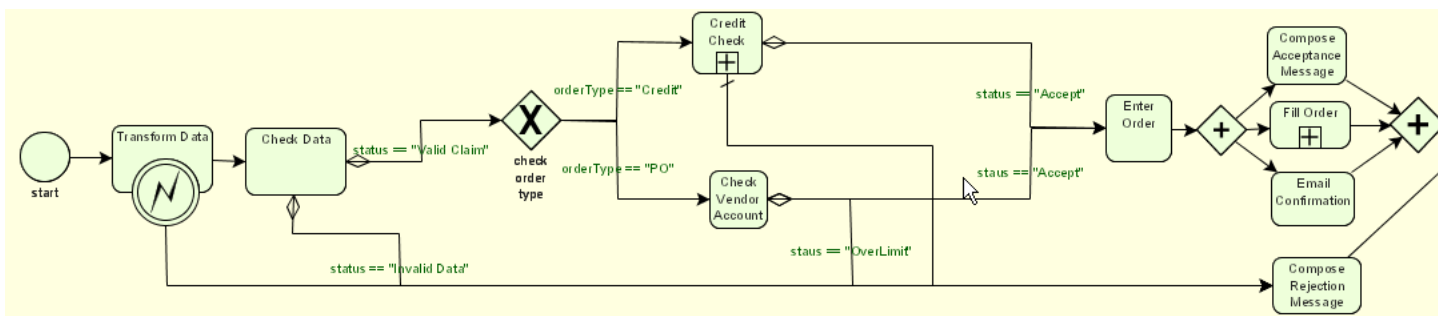 start
Transform Data
Check Data
status == "Valid Claim"
status == "Invalid Data"
X
check
order
type
orderType == "Credit"
orderType == "PO"
Credit
Check
Check
Vendor
Account
status == "Accept"
staus == "Accept"
staus == "OverLimit"
Enter
Order
Compose
Acceptance
Message
Fill Order
Email
Confirmation
Compose
Rejection
Message